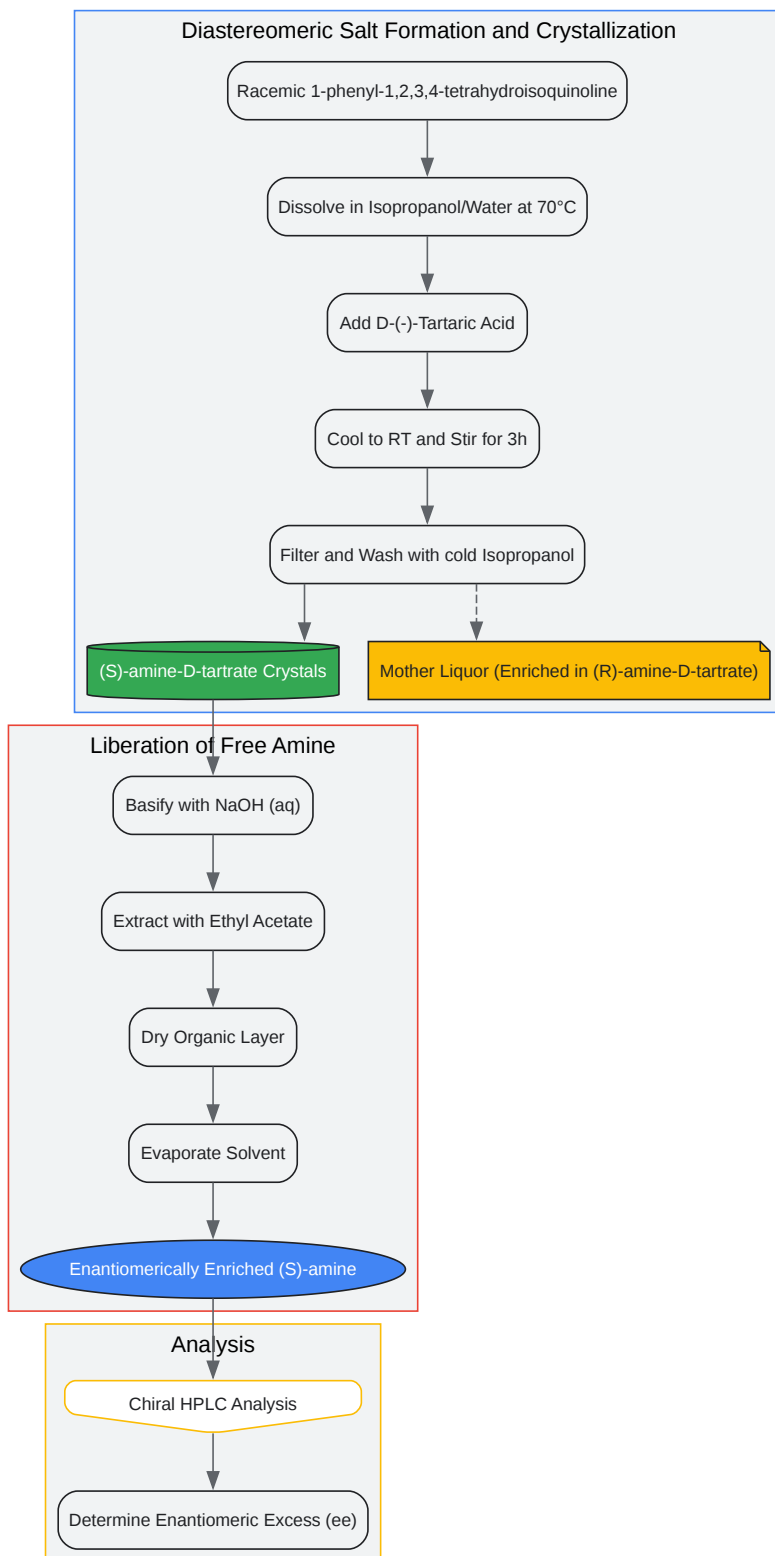 Diastereomeric Salt Formation and Crystallization
Racemic 1-phenyl-1,2,3,4-tetrahydroisoquinoline
Dissolve in Isopropanol/Water at 70°C
Add D-(-)-Tartaric Acid
Cool to RT and Stir for 3h
Filter and Wash with cold Isopropanol
(S)-amine-D-tartrate Crystals
Mother Liquor (Enriched in (R)-amine-D-tartrate)
Liberation of Free Amine
Basify with NaOH (aq)
Extract with Ethyl Acetate
Dry Organic Layer
Evaporate Solvent
Enantiomerically Enriched (S)-amine
Analysis
Chiral HPLC Analysis
Determine Enantiomeric Excess (ee)